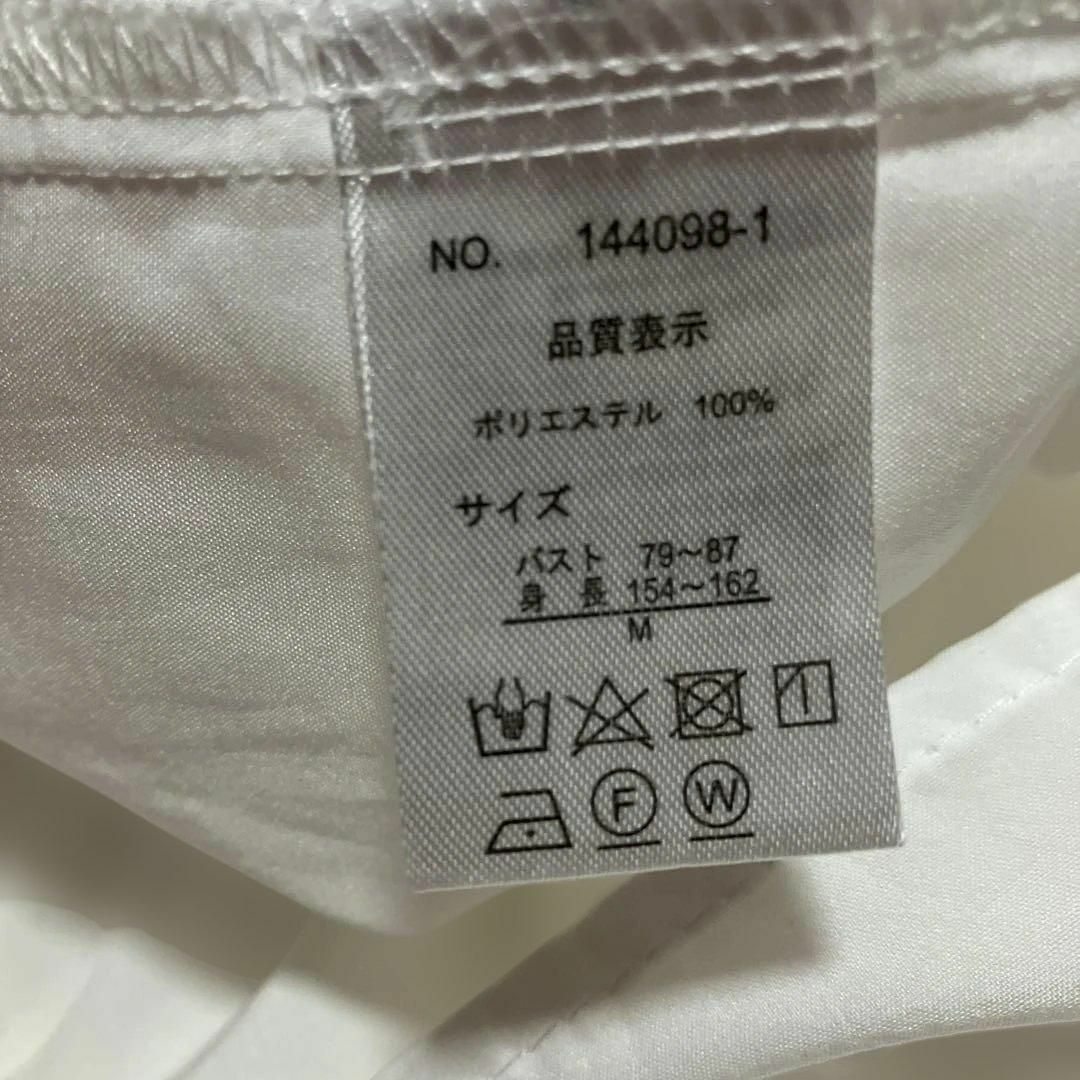 NO. 144098-1
品質表示
ポリエステル 100%
サイズ
バスト 79～87
身 長 154～162
M
F W